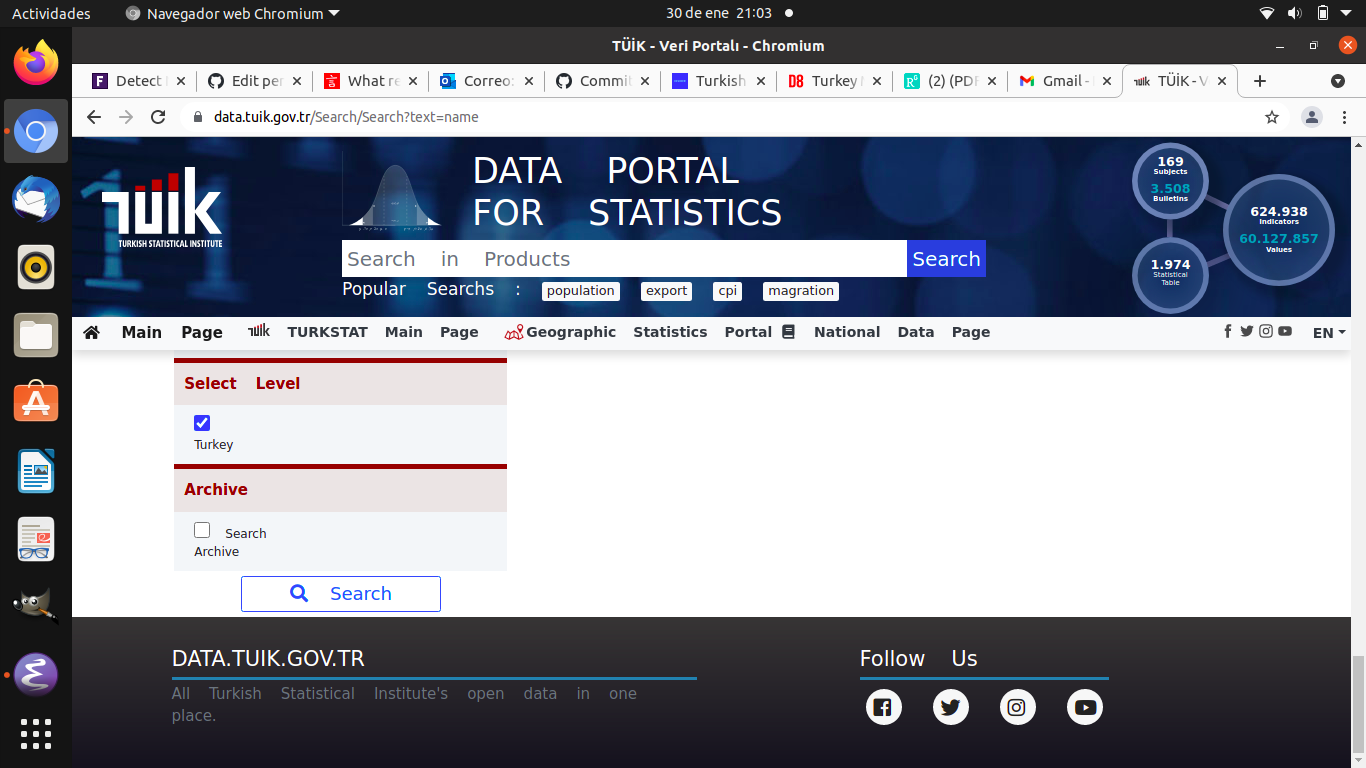 Actividades Navegador web Chromium 30 de ene 21:03
TÜİK - Veri Portalı - Chromium
Detect Edit per What re Correo: Commit Turkish Turkey (2) (PDF Gmail - TÜİK - V
data.tuik.gov.tr/Search/Search?text=name
TÜİK
TURKISH STATISTICAL INSTITUTE
DATA PORTAL
FOR STATISTICS
Search in Products Search
Popular Searchs : population export cpi magration
169
Subjects
3.508
Bulletins
624.938
Indicators
60.127.857
Values
1.974
Statistical
Table
Main Page TURKSTAT Main Page Geographic Statistics Portal National Data Page EN
Select Level
Turkey
Archive
Search
Archive
Search
DATA.TUIK.GOV.TR
All Turkish Statistical Institute's open data in one
place.
Follow Us